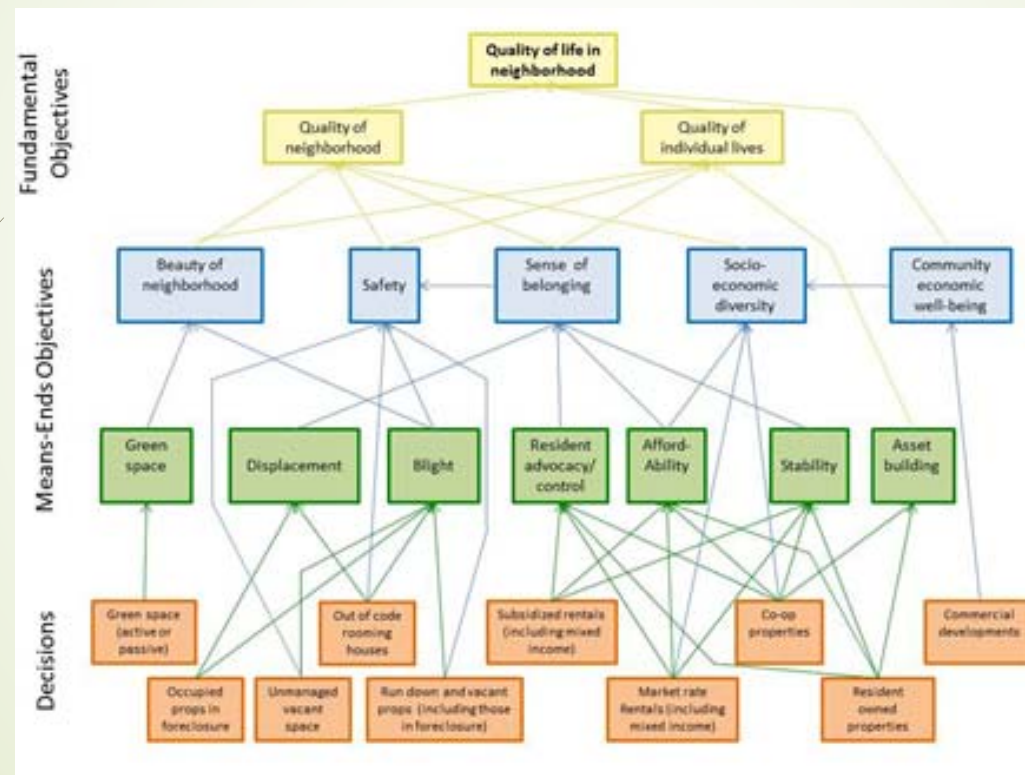 Fundamental
Objectives
Quality of life in
neighborhood
Quality of
neighborhood
Quality of
individual lives
Means-Ends Objectives
Beauty of
neighborhood
Safety
Sense of
belonging
Socio-
economic
diversity
Community
economic
well-being
Green
space
Displacement
Blight
Resident
advocacy/
control
Afford-
Ability
Stability
Asset
building
Decisions
Green space
(active or
passive)
Out of code
rooming
houses
Subsidized rentals
(including mixed
income)
Co-op
properties
Commercial
developments
Occupied
props in
foreclosure
Unmanaged
vacant
space
Run down and vacant
props (including those
in foreclosure)
Market rate
Rentals (including
mixed income)
Resident
owned
properties